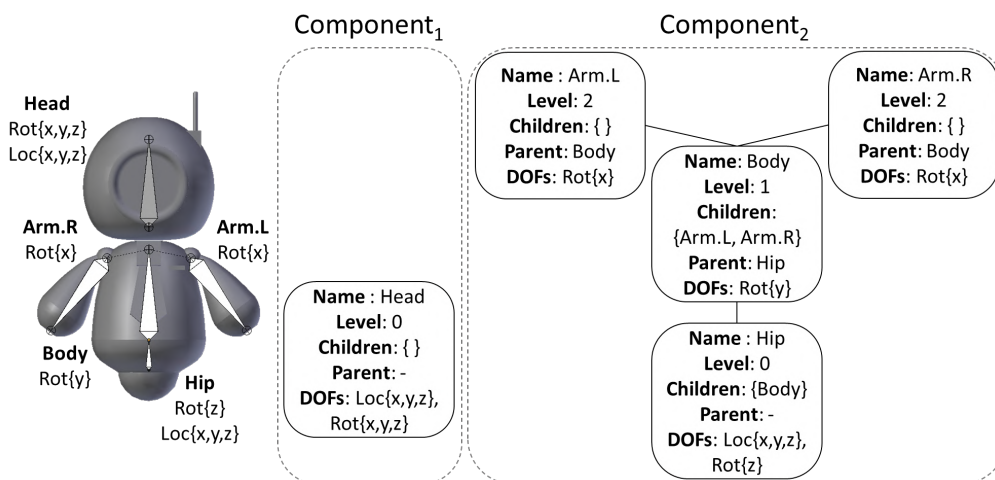 Head
Rot{x,y,z}
Loc{x,y,z}
Arm.R
Rot{x}
Arm.L
Rot{x}
Body
Rot{y}
Hip
Rot{z}
Loc{x,y,z}
Component1
Name : Head
Level: 0
Children: { }
Parent: -
DOFs: Loc{x,y,z},
Rot{x,y,z}
Component2
Name : Arm.L
Level: 2
Children: { }
Parent: Body
DOFs: Rot{x}
Name: Arm.R
Level: 2
Children: { }
Parent: Body
DOFs: Rot{x}
Name: Body
Level: 1
Children:
{Arm.L, Arm.R}
Parent: Hip
DOFs: Rot{y}
Name : Hip
Level: 0
Children: {Body}
Parent: -
DOFs: Loc{x,y,z},
Rot{z}